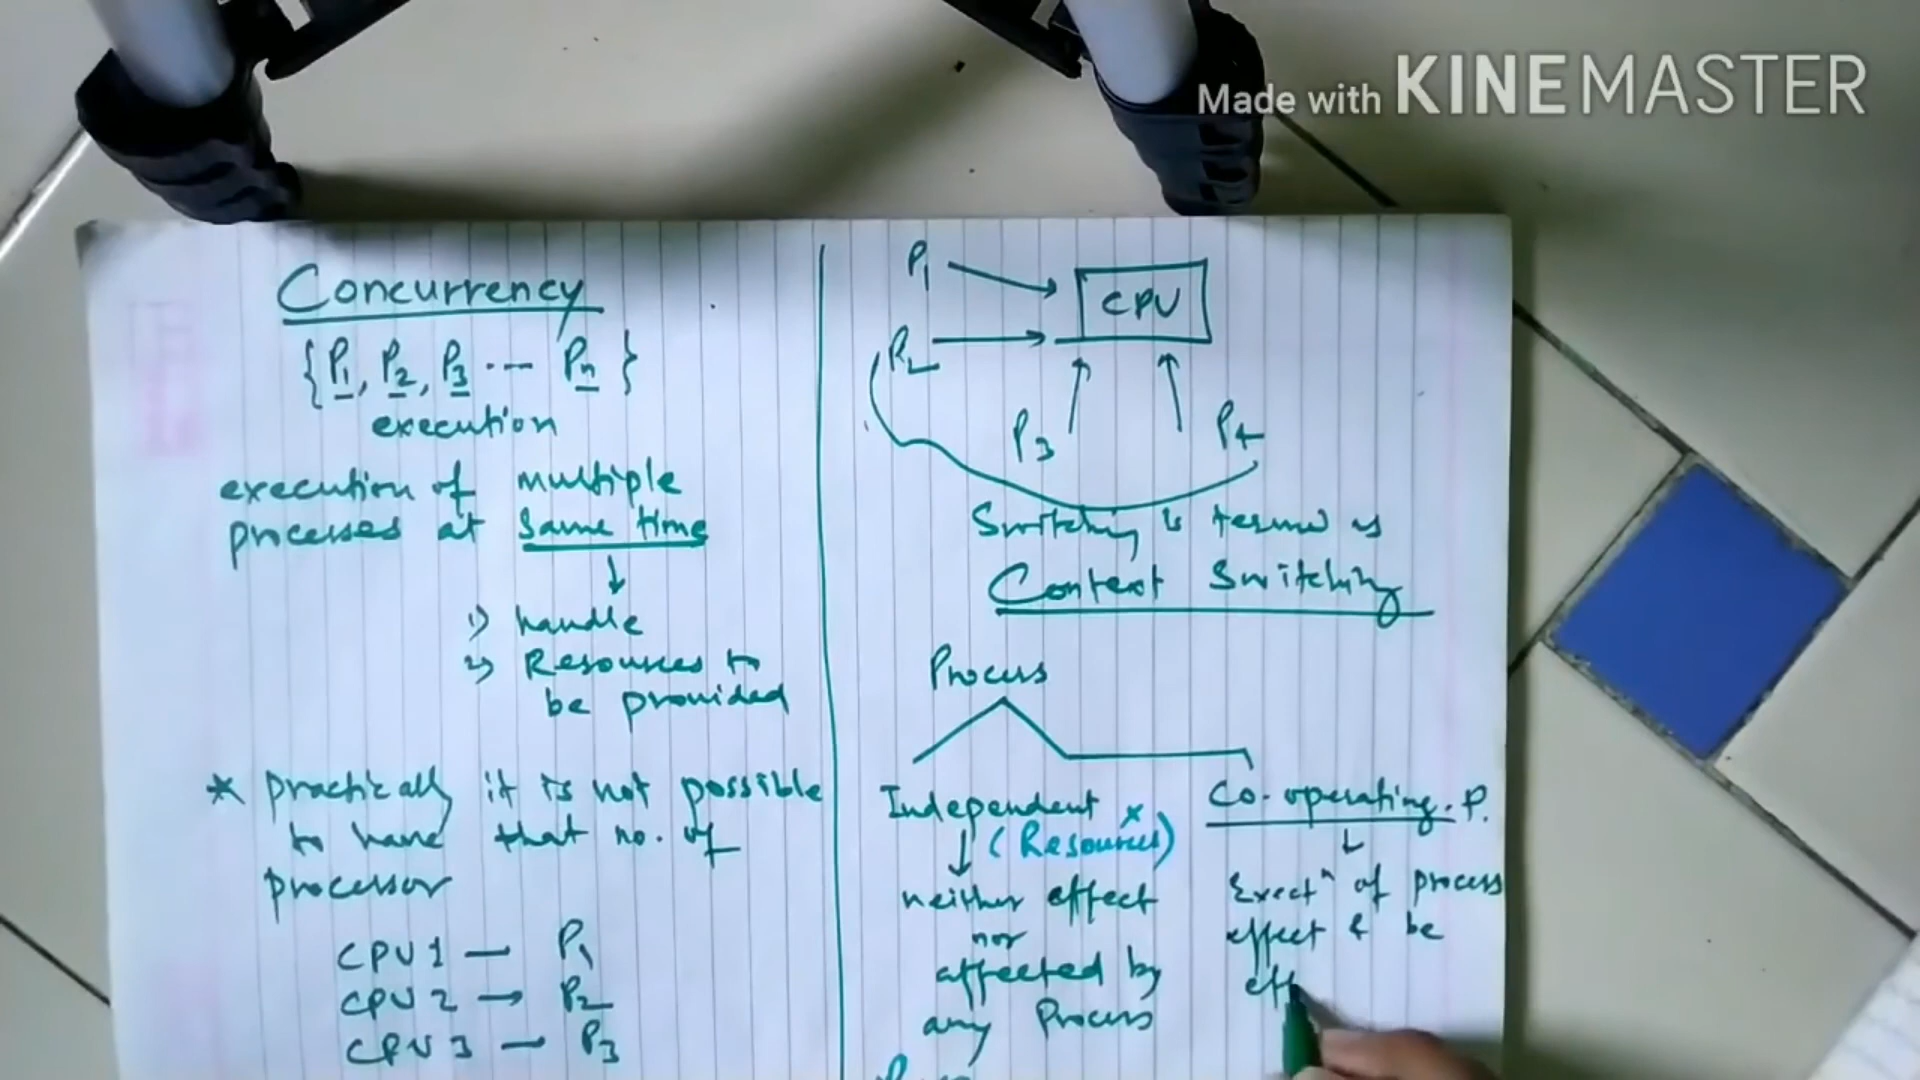 Made with KINEMASTER
Concurrency
{P1, P2, P3 ... Pn}
execution
execution of multiple
processes at same time
1) handle
2) Resources to
be provided
* practically it is not possible
to have that no. of
processor
CPU 1 — P1
CPU 2 → P2
CPU 3 — P3
P1
CPU
P2
P3
P4
Switching is termed as
Context Switching
Process
Independent
x
(Resources)
neither effect
nor
affected by
any Process
Co-operating. P.
Exectn of process
effect & be
eff